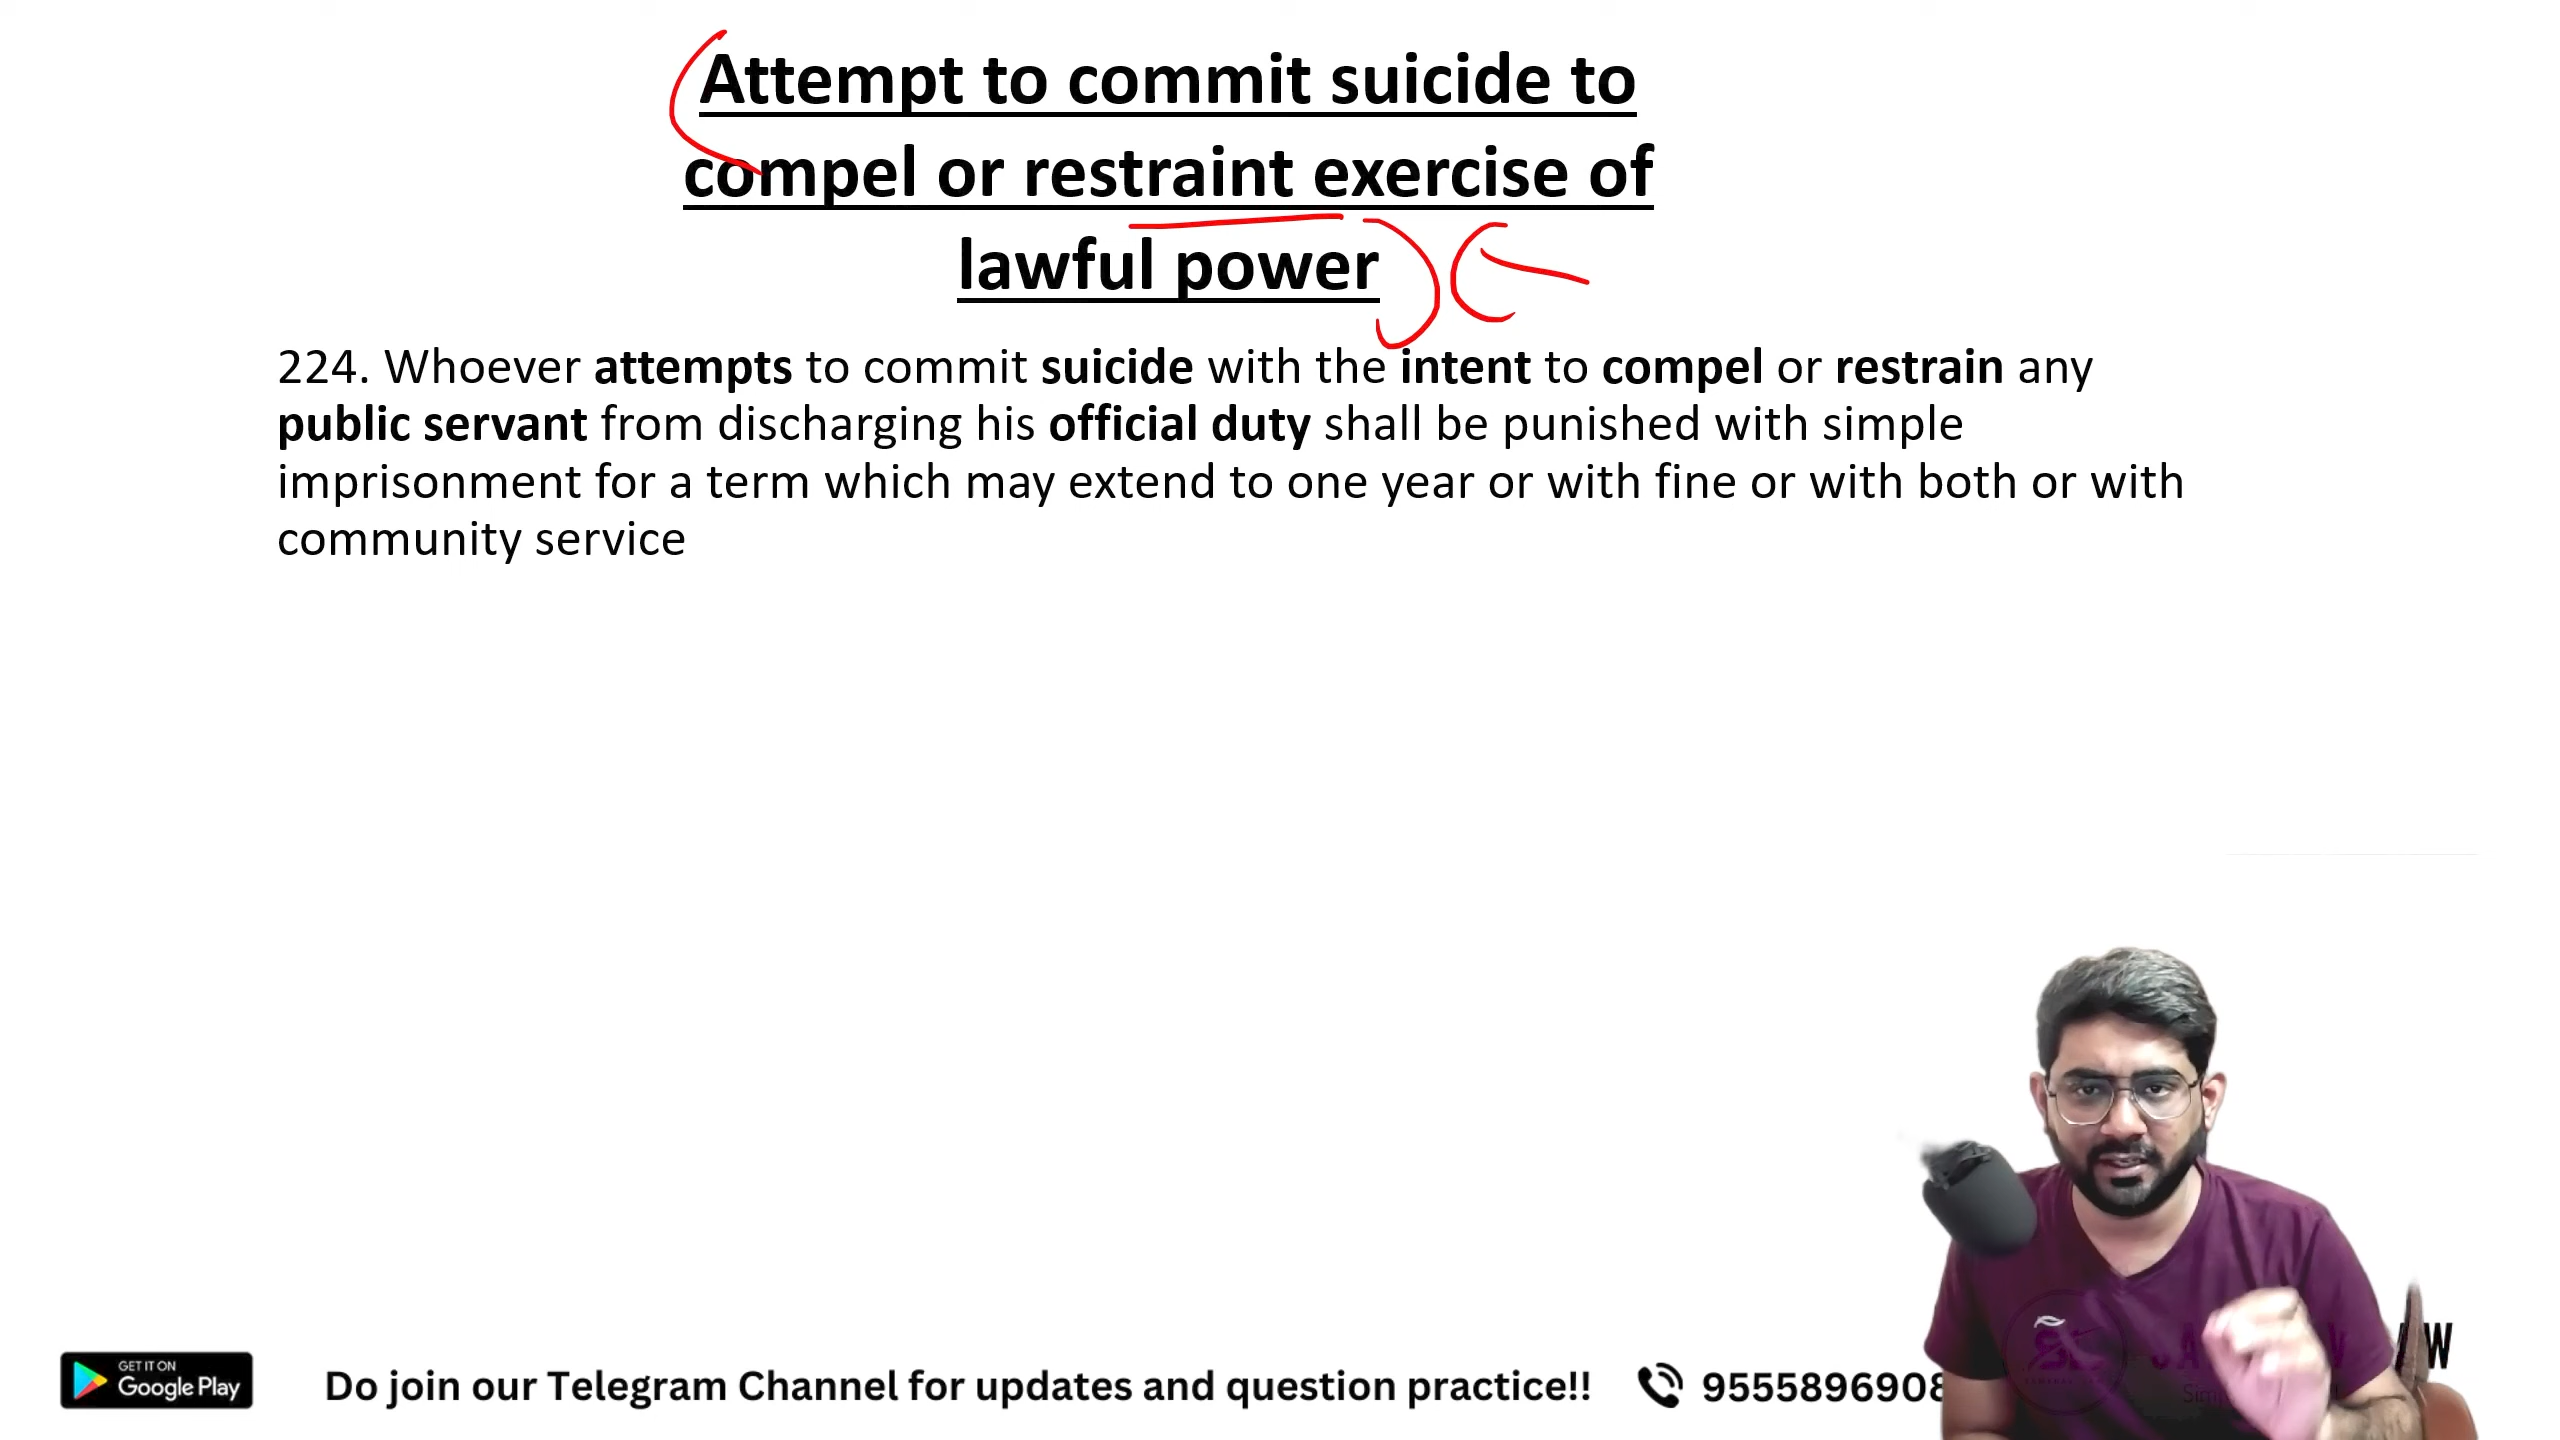 Attempt to commit suicide to
compel or restraint exercise of
lawful power
224. Whoever attempts to commit suicide with the intent to compel or restrain any
public servant from discharging his official duty shall be punished with simple
imprisonment for a term which may extend to one year or with fine or with both or with
community service
GET IT ON
Google Play
Do join our Telegram Channel for updates and question practice!!
9555896908